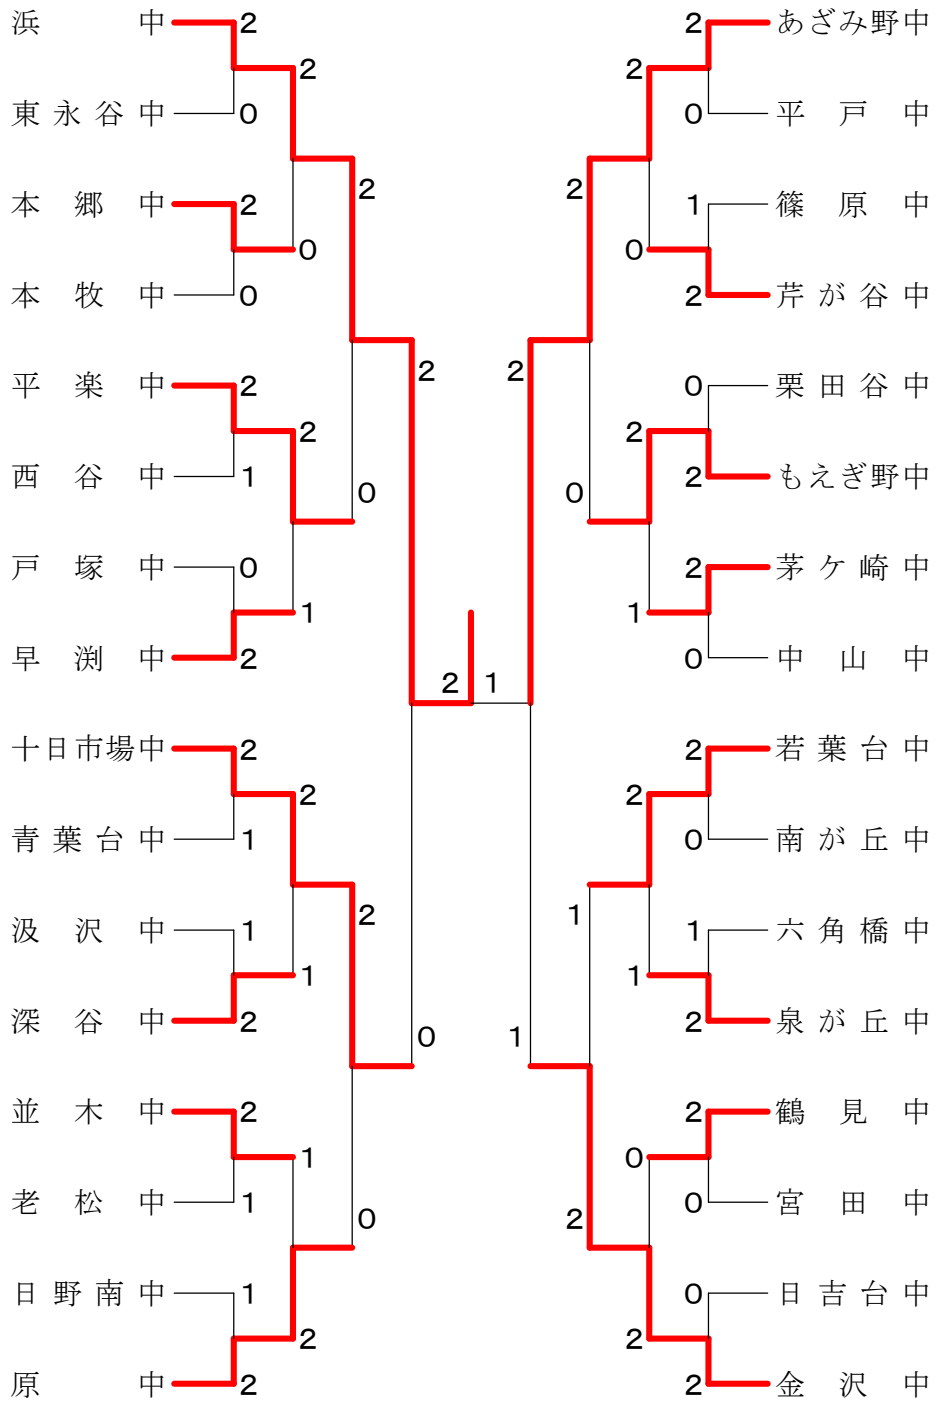 浜 中 2 2 あざみ野中
2 2
東永谷中 0 0 平戸中
2 2
本郷中 2 1 篠原中
0 0
本牧中 0 2 芹が谷中
2 2
平楽中 2 0 栗田谷中
2 2
西谷中 1 2 もえぎ野中
0 0
戸塚中 0 2 茅ケ崎中
1 1
早渕中 2 0 中山中
2 1
十日市場中 2 2 若葉台中
2 2
青葉台中 1 0 南が丘中
2 1
汲沢中 1 1 六角橋中
1 1
深谷中 2 2 泉が丘中
0 1
並木中 2 2 鶴見中
1 0
老松中 1 0 宮田中
0 2
日野南中 1 0 日吉台中
2 2
原中 2 2 金沢中